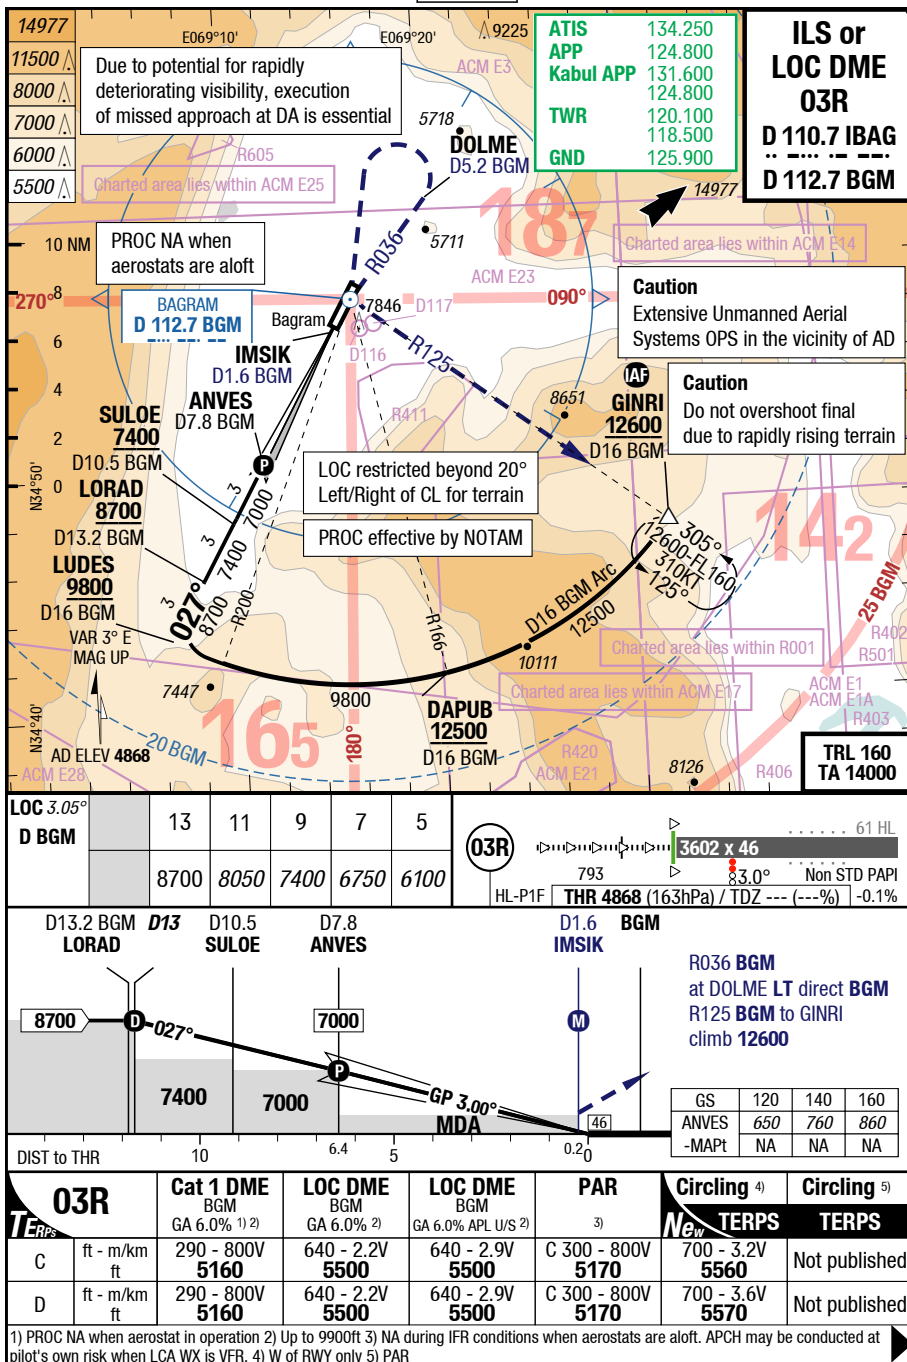 14977
11500
8000
7000
6000
5500
E069°10'
E069°20'
9225
Due to potential for rapidly
deteriorating visibility, execution
of missed approach at DA is essential
ACM E3
ATIS 134.250
APP 124.800
Kabul APP 131.600
124.800
TWR 120.100
118.500
GND 125.900
ILS or
LOC DME
03R
D 110.7 IBAG
D 112.7 BGM
5718
DOLME
D5.2 BGM
R605
Charted area lies within ACM E25
14977
187
5711
R036
Charted area lies within ACM E14
10 NM
PROC NA when
aerostats are aloft
ACM E23
Caution
Extensive Unmanned Aerial
Systems OPS in the vicinity of AD
270°
8
090°
BAGRAM
D 112.7 BGM
7846
D117
Bagram
6
D116
R125
IMSIK
D1.6 BGM
IAF
GINRI
12600
D16 BGM
Caution
Do not overshoot final
due to rapidly rising terrain
4
ANVES
D7.8 BGM
8651
SULOE
7400
D10.5 BGM
R411
2
P
LOC restricted beyond 20°
Left/Right of CL for terrain
N34°50'
0
LORAD
8700
D13.2 BGM
3
7000
PROC effective by NOTAM
142
305°
12600-FL160
310KT
125°
3
7400
LUDES
9800
D16 BGM
3
8700
027°
R200
R166
D16 BGM Arc
12500
25 BGM
VAR 3° E
MAG UP
10111
Charted area lies within R001
R402
R501
7447
9800
Charted area lies within ACM E17
ACM E1
ACM E1A
R403
165
DAPUB
12500
D16 BGM
180°
N34°40'
20 BGM
AD ELEV 4868
ACM E28
R420
ACM E21
8126
R406
TRL 160
TA 14000
LOC 3.05°
D BGM
13 11 9 7 5
8700 8050 7400 6750 6100
03R
61 HL
3602 x 46
793
3.0°
Non STD PAPI
HL-P1F
THR 4868 (163hPa) / TDZ --- (---%)
-0.1%
D13.2 BGM D13 D10.5 D7.8 D1.6 BGM
LORAD SULOE ANVES IMSIK
R036 BGM
at DOLME LT direct BGM
R125 BGM to GINRI
climb 12600
8700
D
027°
7000
M
P
7400
7000
GP 3.00°
MDA
46
GS 120 140 160
ANVES 650 760 860
-MAPt NA NA NA
DIST to THR 10 6.4 5 0.2 0
TERPs
03R
Cat 1 DME
BGM
GA 6.0% 1) 2)
LOC DME
BGM
GA 6.0% 2)
LOC DME
BGM
GA 6.0% APL U/S 2)
PAR
3)
Circling 4)
New TERPS
Circling 5)
TERPS
C ft - m/km 290 - 800V 640 - 2.2V 640 - 2.9V C 300 - 800V 700 - 3.2V Not published
ft 5160 5500 5500 5170 5560
D ft - m/km 290 - 800V 640 - 2.2V 640 - 2.9V C 300 - 800V 700 - 3.6V Not published
ft 5160 5500 5500 5170 5570
1) PROC NA when aerostat in operation 2) Up to 9900ft 3) NA during IFR conditions when aerostats are aloft. APCH may be conducted at
pilot's own risk when LCA WX is VFR. 4) W of RWY only 5) PAR